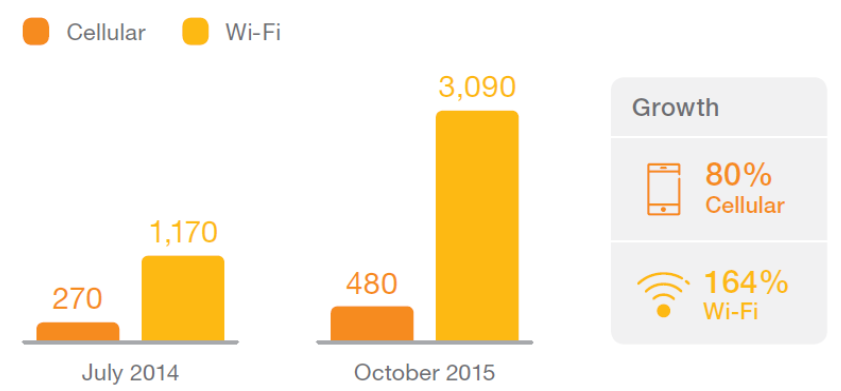 Cellular Wi-Fi
3,090
1,170
270
480
July 2014
October 2015
Growth
80%
Cellular
164%
Wi-Fi